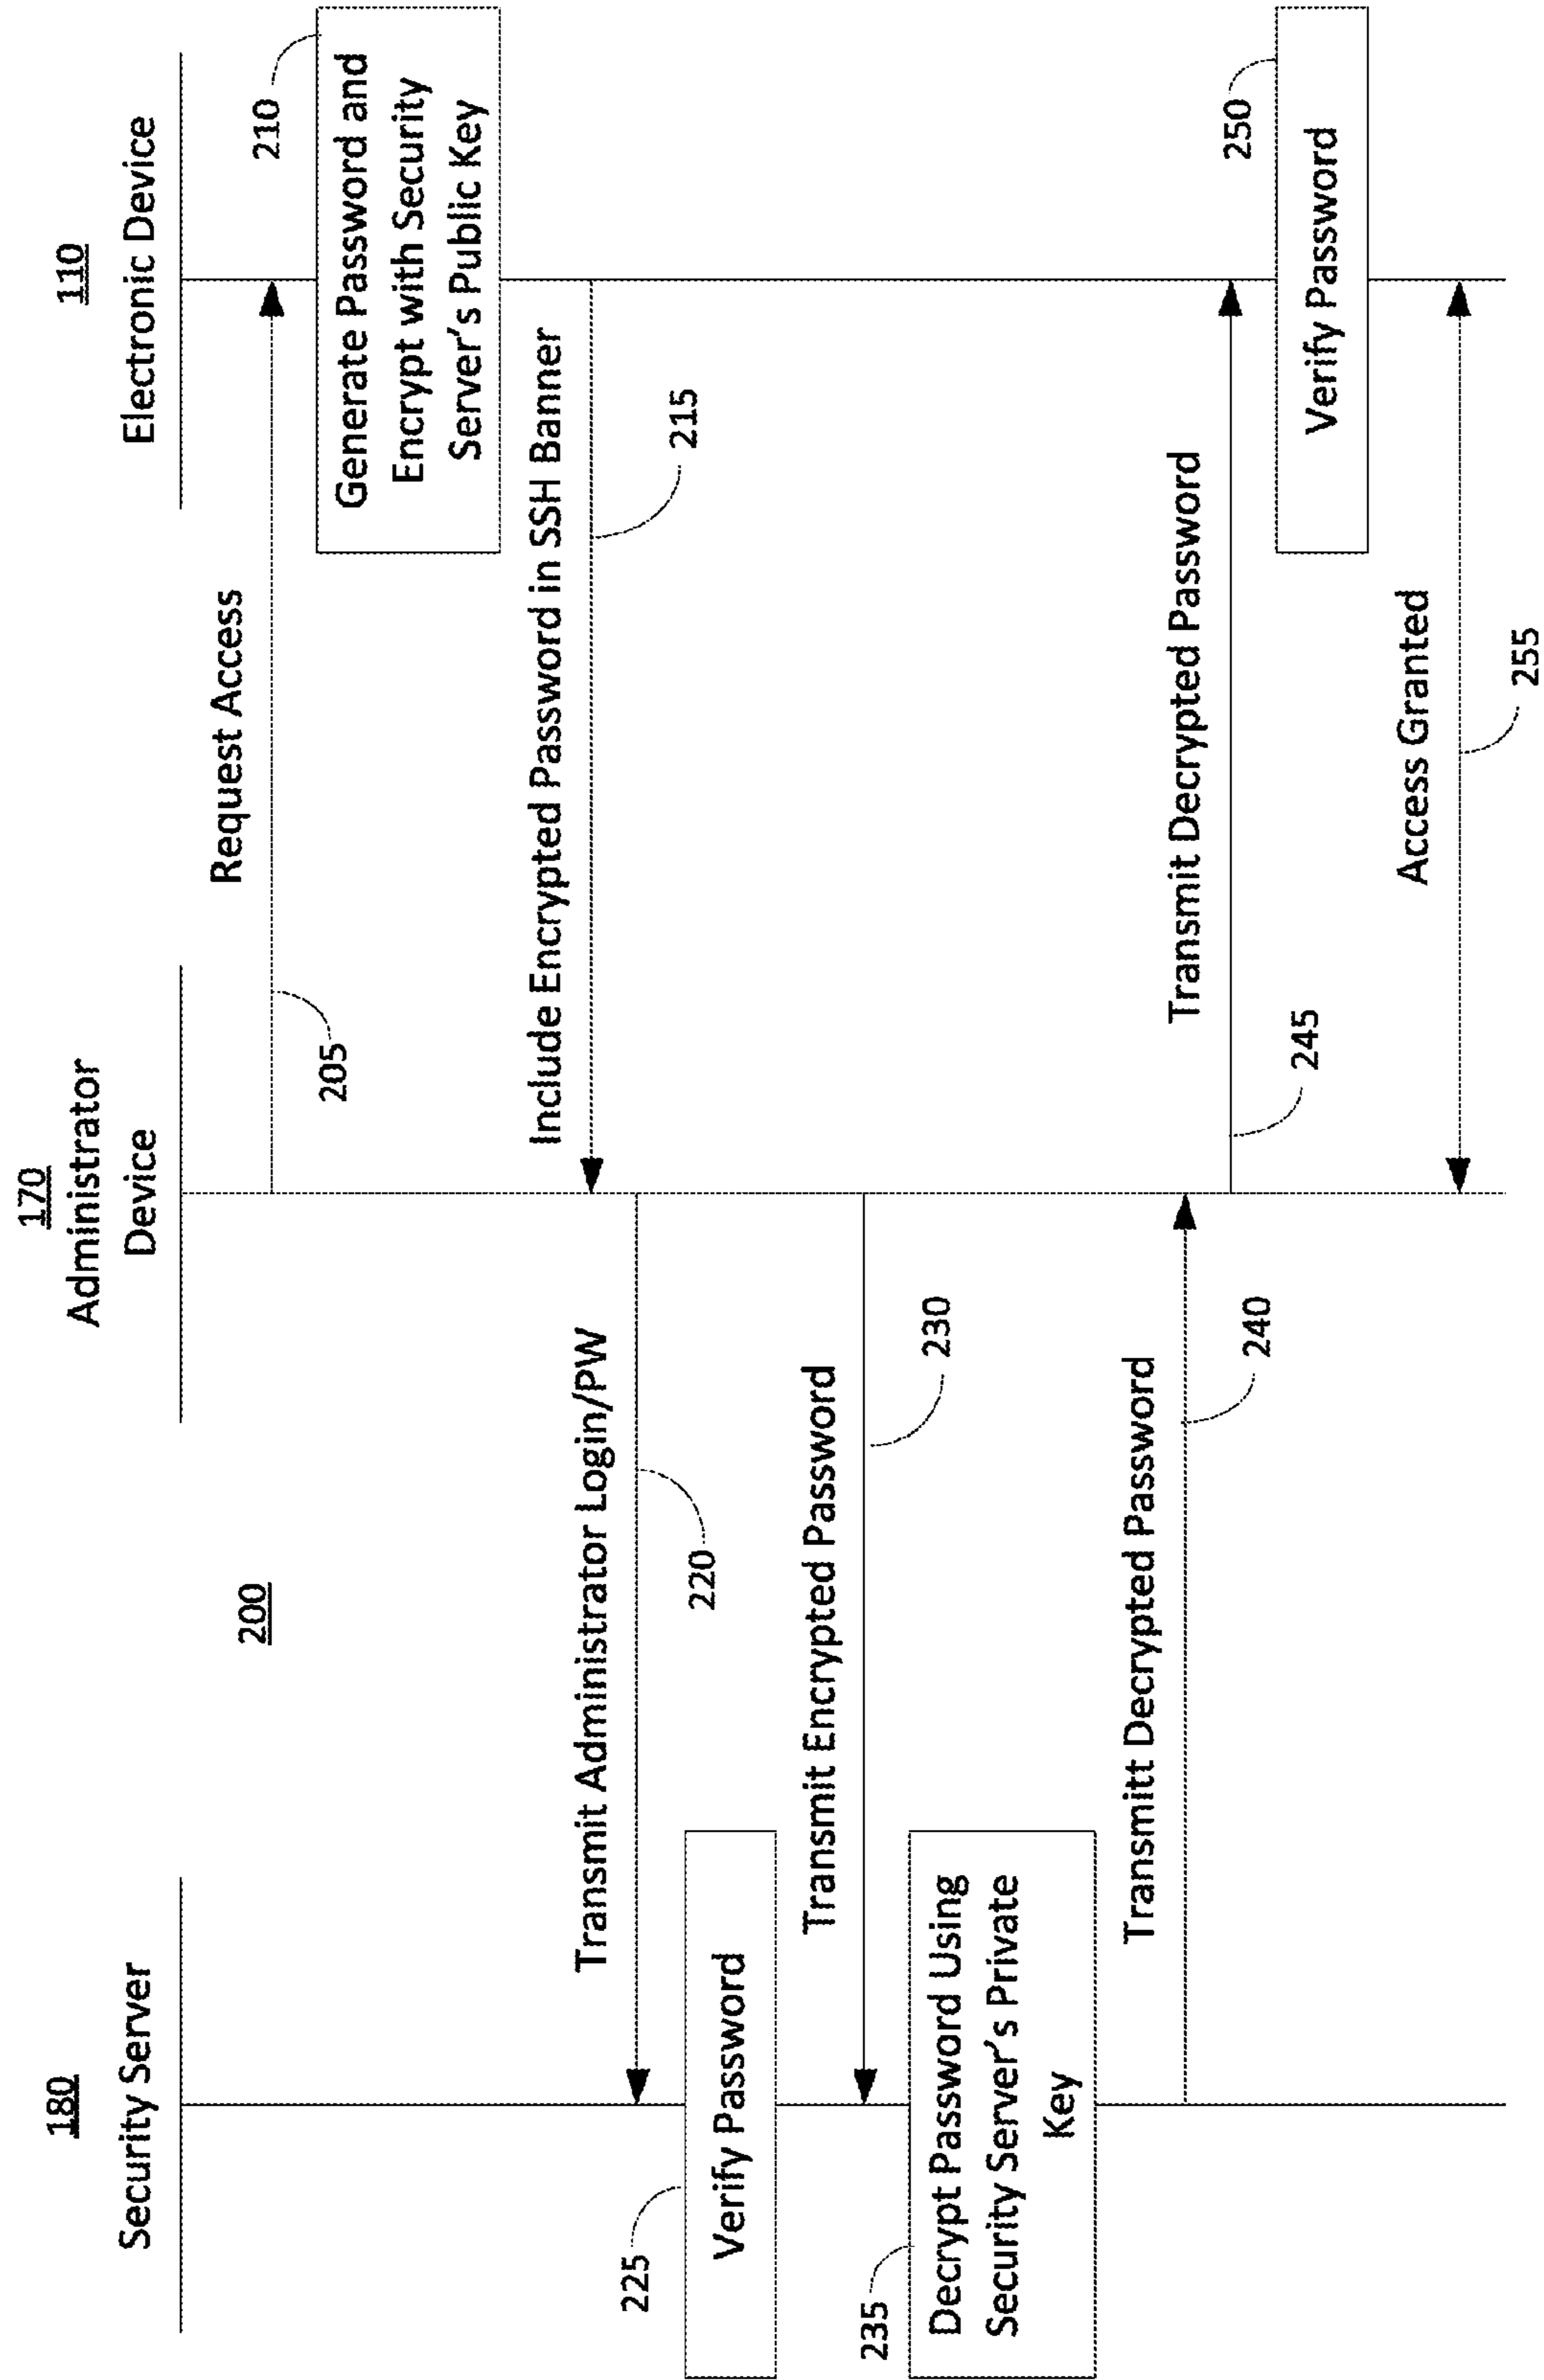 180
Security Server
170
Administrator
Device
110
Electronic Device
200
Request Access
205
210
Generate Password and
Encrypt with Security
Server's Public Key
Include Encrypted Password in SSH Banner
215
Transmit Administrator Login/PW
220
225
Verify Password
Transmit Encrypted Password
230
235
Decrypt Password Using
Security Server's Private
Key
Transmitt Decrypted Password
240
Transmit Decrypted Password
245
250
Verify Password
Access Granted
255